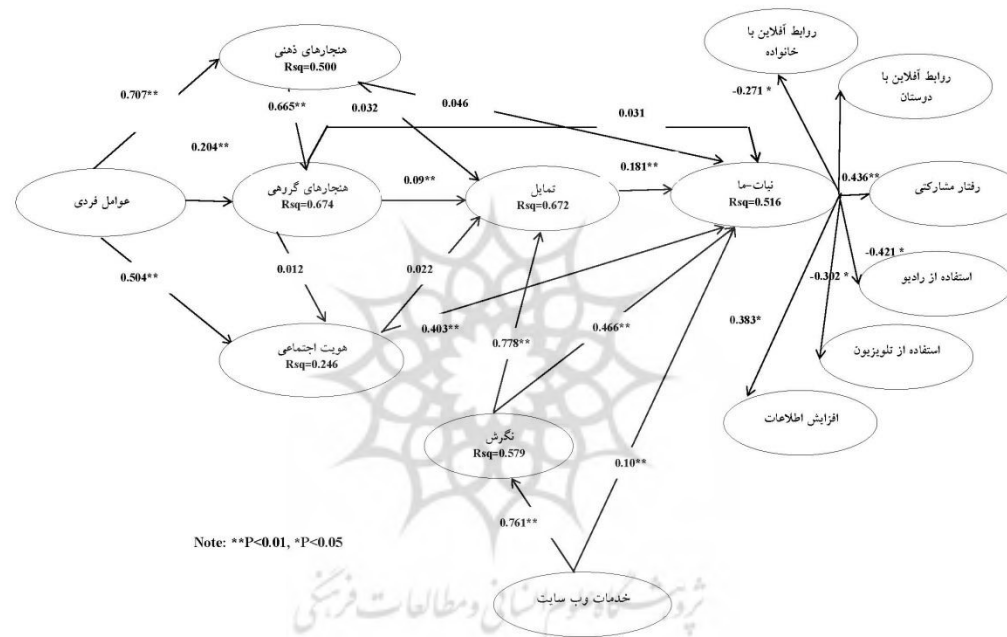 روابط آفلاین با
خانواده
هنجارهای ذهنی
Rsq=0.500
روابط آفلاین با
دوستان
-0.271 *
0.707**
0.665**
0.032
0.046
0.031
0.204**
0.09**
0.181**
0.436**
عوامل فردی
هنجارهای گروهی
Rsq=0.674
تمایل
Rsq=0.672
نیات-ما
Rsq=0.516
رفتار مشارکتی
0.504**
0.012
0.022
-0.421 *
-0.302 *
استفاده از رادیو
0.403**
0.778**
0.466**
0.383*
هویت اجتماعی
Rsq=0.246
استفاده از تلویزیون
افزایش اطلاعات
نگرش
Rsq=0.579
0.10**
0.761**
Note: **P<0.01, *P<0.05
خدمات وب سایت
پژوهشگاه علوم انسانی و مطالعات فرهنگی